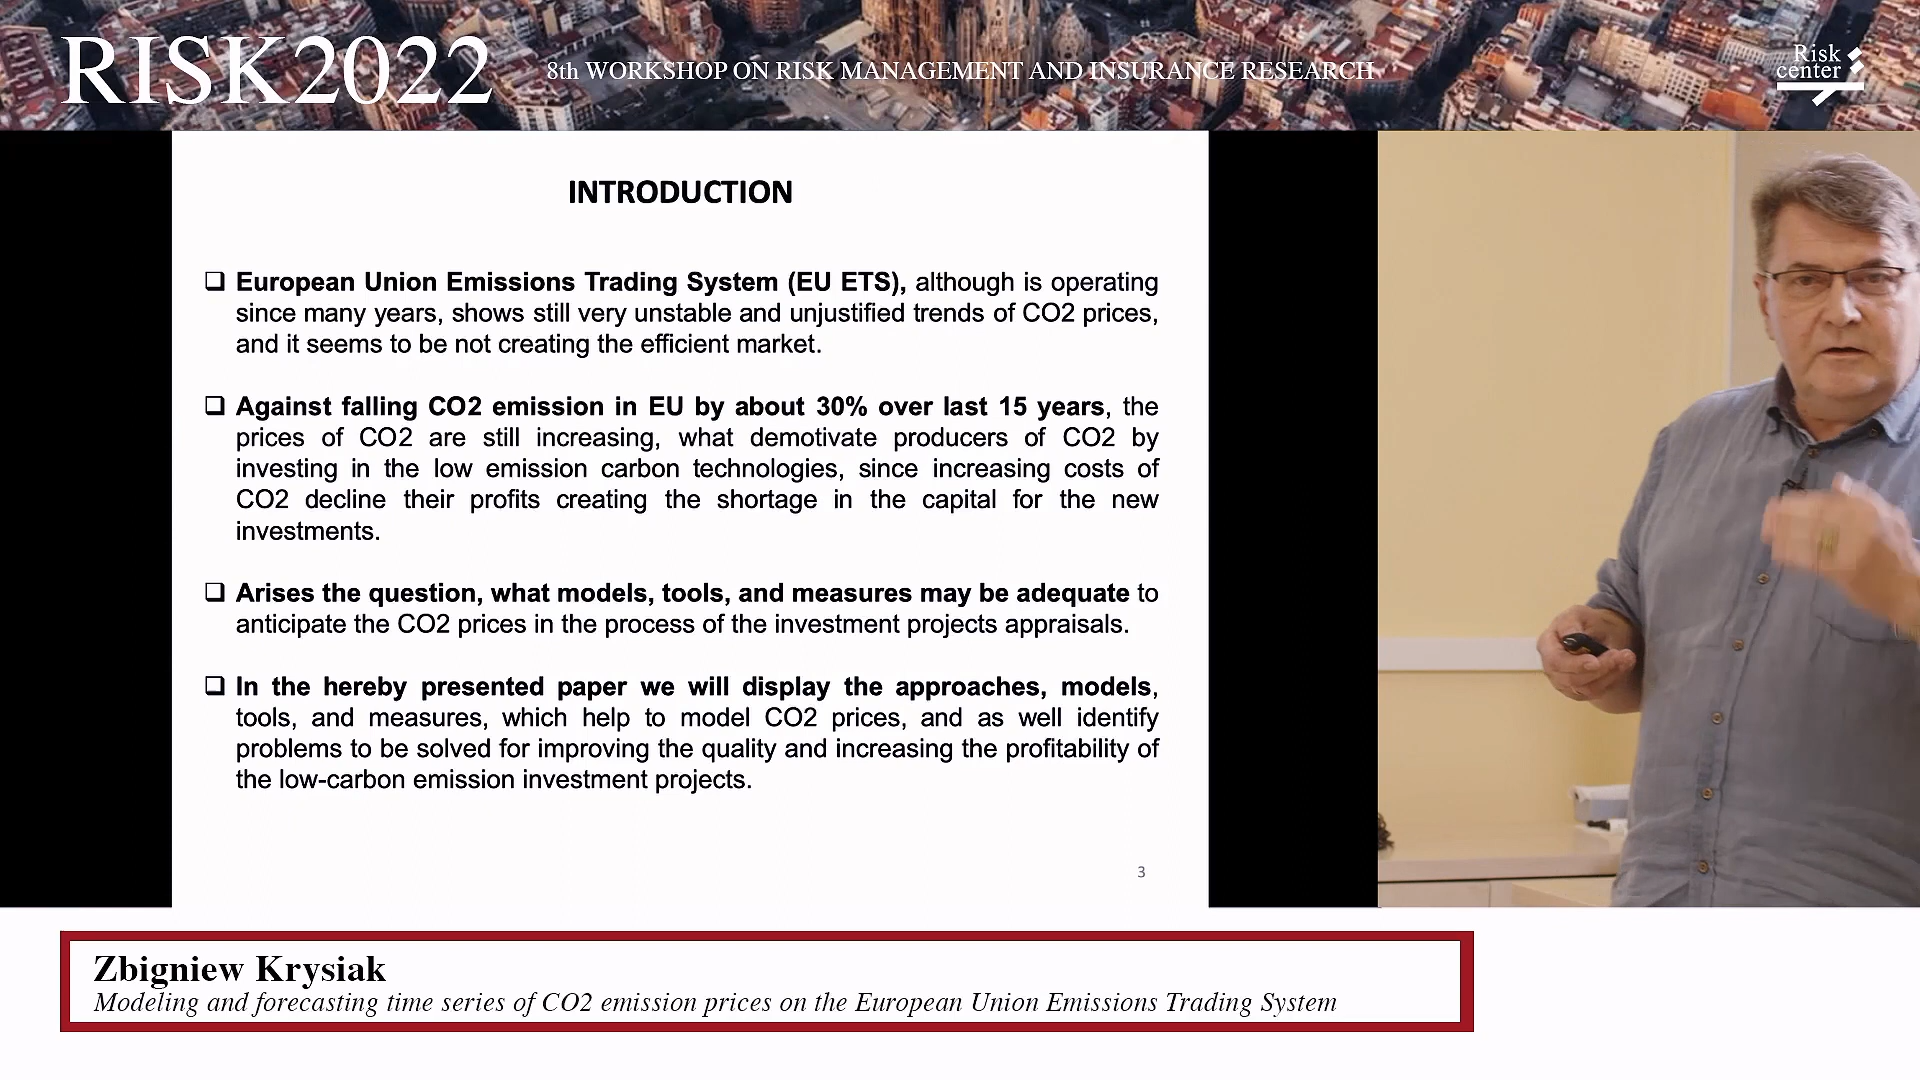 RISK2022
8th WORKSHOP ON RISK MANAGEMENT AND INSURANCE RESEARCH
Risk
center
INTRODUCTION
European Union Emissions Trading System (EU ETS), although is operating
since many years, shows still very unstable and unjustified trends of CO2 prices,
and it seems to be not creating the efficient market.
Against falling CO2 emission in EU by about 30% over last 15 years, the
prices of CO2 are still increasing, what demotivate producers of CO2 by
investing in the low emission carbon technologies, since increasing costs of
CO2 decline their profits creating the shortage in the capital for the new
investments.
Arises the question, what models, tools, and measures may be adequate to
anticipate the CO2 prices in the process of the investment projects appraisals.
In the hereby presented paper we will display the approaches, models,
tools, and measures, which help to model CO2 prices, and as well identify
problems to be solved for improving the quality and increasing the profitability of
the low-carbon emission investment projects.
3
Zbigniew Krysiak
Modeling and forecasting time series of CO2 emission prices on the European Union Emissions Trading System